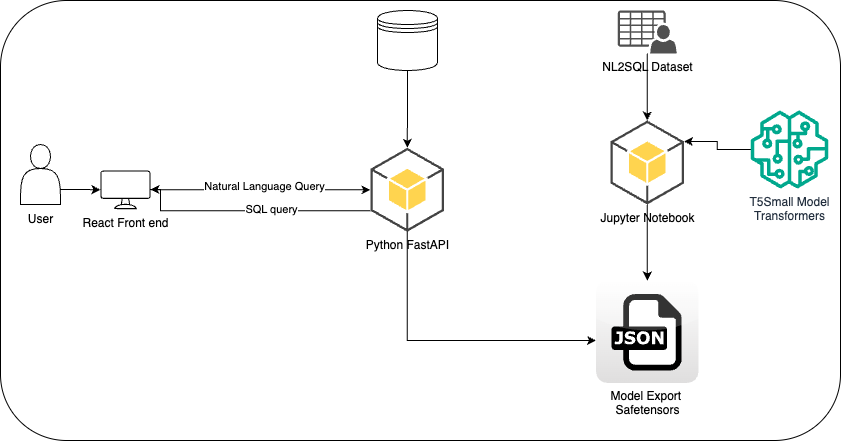 NL2SQL Dataset
Natural Language Query
SQL query
User
React Front end
Python FastAPI
Jupyter Notebook
T5Small Model
Transformers
JSON
Model Export
Safetensors